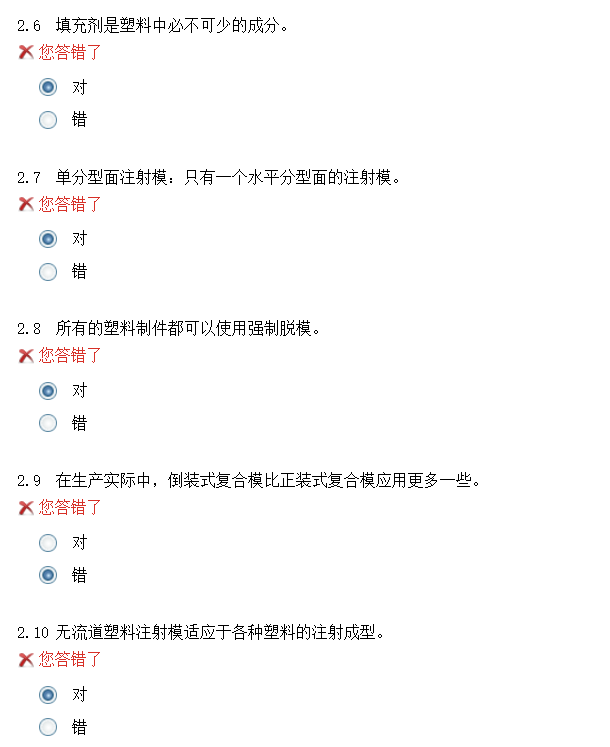 2.6 填充剂是塑料中必不可少的成分。
您答错了
对
错
2.7 单分型面注射模：只有一个水平分型面的注射模。
您答错了
对
错
2.8 所有的塑料制件都可以使用强制脱模。
您答错了
对
错
2.9 在生产实际中，倒装式复合模比正装式复合模应用更多一些。
您答错了
对
错
2.10 无流道塑料注射模适应于各种塑料的注射成型。
您答错了
对
错